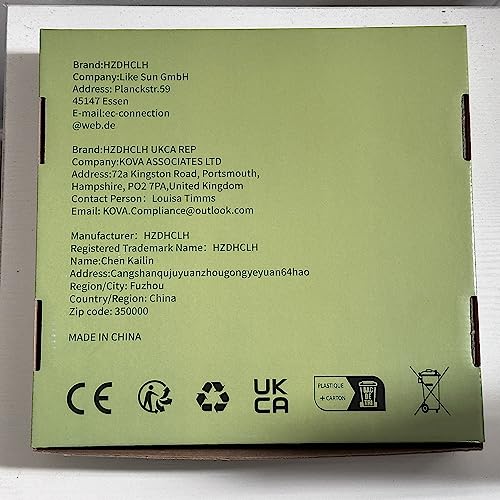 Brand:HZDHCLH
Company:Like Sun GmbH
Address: Planckstr.59
45147 Essen
E-mail:ec-connection
@web.de
Brand:HZDHCLH UKCA REP
Company:KOVA ASSOCIATES LTD
Address:72a Kingston Road, Portsmouth,
Hampshire, PO2 7PA,United Kingdom
Contact Person： Louisa Timms
Email: KOVA.Compliance@outlook.com
Manufacturer： HZDHCLH
Registered Trademark Name： HZDHCLH
Name:Chen Kailin
Address:Cangshanqujuyuanzhougongyeyuan64hao
Region/City: Fuzhou
Country/Region: China
Zip code: 350000
MADE IN CHINA
CE
UK
CA
PLASTIQUE
+ CARTON
BAC
DE
TRI